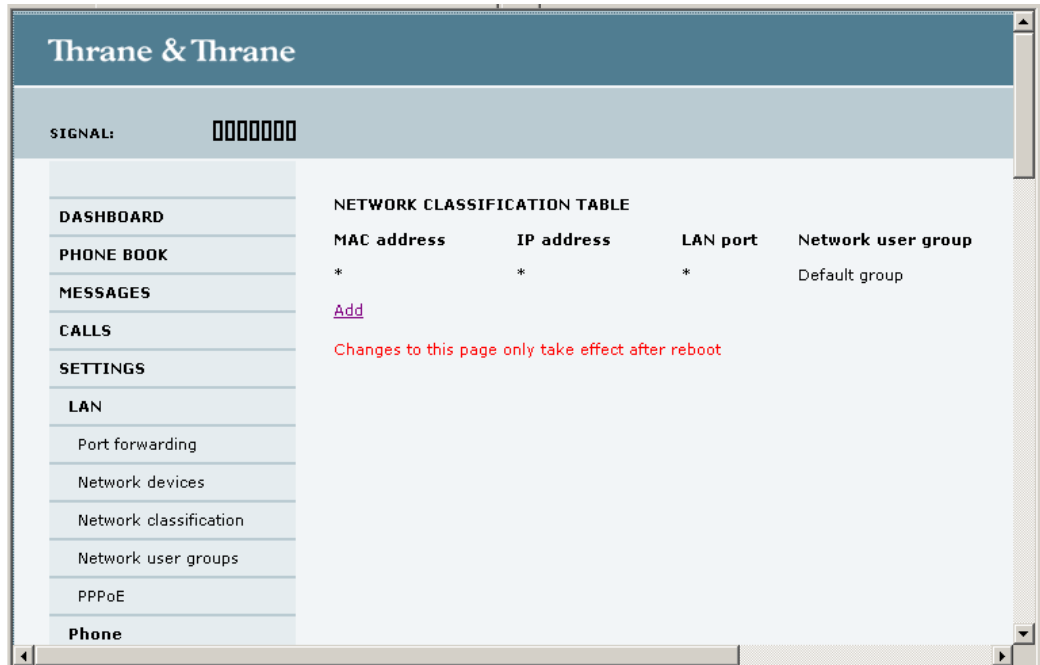 Thrane & Thrane
SIGNAL:
DASHBOARD
PHONE BOOK
MESSAGES
CALLS
SETTINGS
LAN
Port forwarding
Network devices
Network classification
Network user groups
PPPoE
Phone
NETWORK CLASSIFICATION TABLE
MAC address IP address LAN port Network user group
* * * Default group
Add
Changes to this page only take effect after reboot